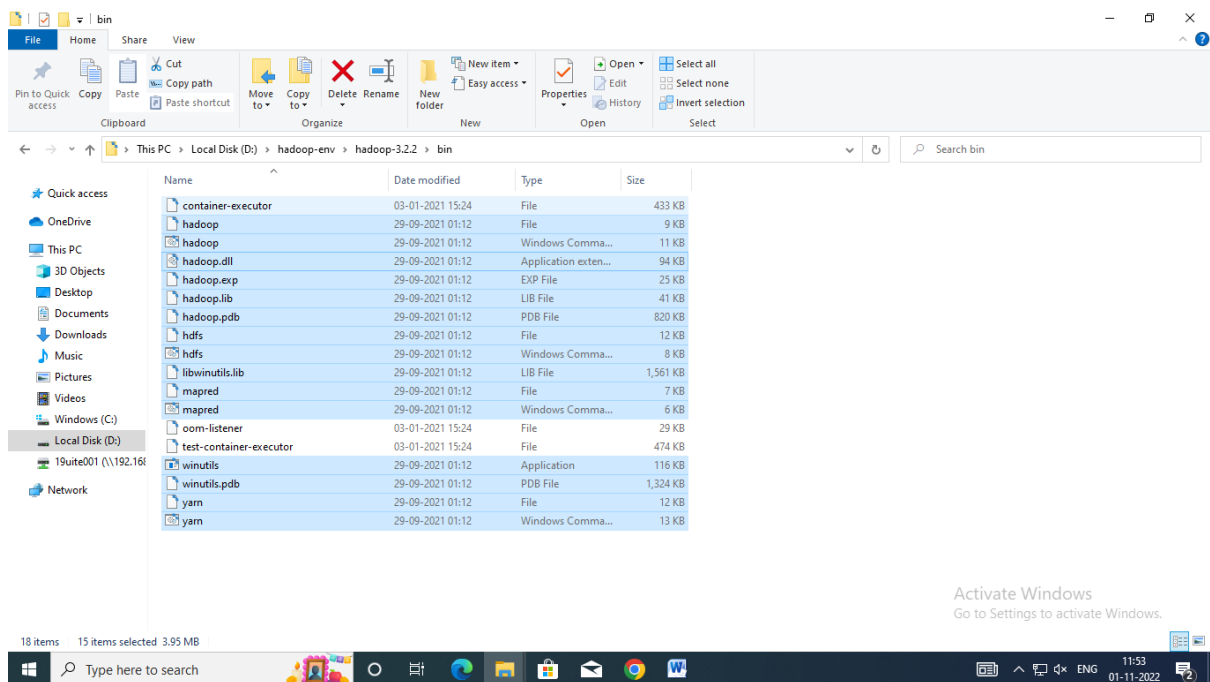 bin
File Home Share View
Pin to Quick access
Copy
Paste
Cut
Copy path
Paste shortcut
Move to
Copy to
Delete
Rename
New folder
New item
Easy access
Properties
Open
Edit
History
Select all
Select none
Invert selection
Clipboard Organize New Open Select
This PC > Local Disk (D:) > hadoop-env > hadoop-3.2.2 > bin
Search bin
Quick access
OneDrive
This PC
3D Objects
Desktop
Documents
Downloads
Music
Pictures
Videos
Windows (C:)
Local Disk (D:)
19uite001 (\\192.168
Network
Name Date modified Type Size
container-executor 03-01-2021 15:24 File 433 KB
hadoop 29-09-2021 01:12 File 9 KB
hadoop 29-09-2021 01:12 Windows Comma... 11 KB
hadoop.dll 29-09-2021 01:12 Application exten... 94 KB
hadoop.exp 29-09-2021 01:12 EXP File 25 KB
hadoop.lib 29-09-2021 01:12 LIB File 41 KB
hadoop.pdb 29-09-2021 01:12 PDB File 820 KB
hdfs 29-09-2021 01:12 File 12 KB
hdfs 29-09-2021 01:12 Windows Comma... 8 KB
libwinutils.lib 29-09-2021 01:12 LIB File 1,561 KB
mapred 29-09-2021 01:12 File 7 KB
mapred 29-09-2021 01:12 Windows Comma... 6 KB
oom-listener 03-01-2021 15:24 File 29 KB
test-container-executor 03-01-2021 15:24 File 474 KB
winutils 29-09-2021 01:12 Application 116 KB
winutils.pdb 29-09-2021 01:12 PDB File 1,324 KB
yarn 29-09-2021 01:12 File 12 KB
yarn 29-09-2021 01:12 Windows Comma... 13 KB
Activate Windows
Go to Settings to activate Windows.
18 items 15 items selected 3.95 MB
Type here to search
ENG
11:53
01-11-2022
2